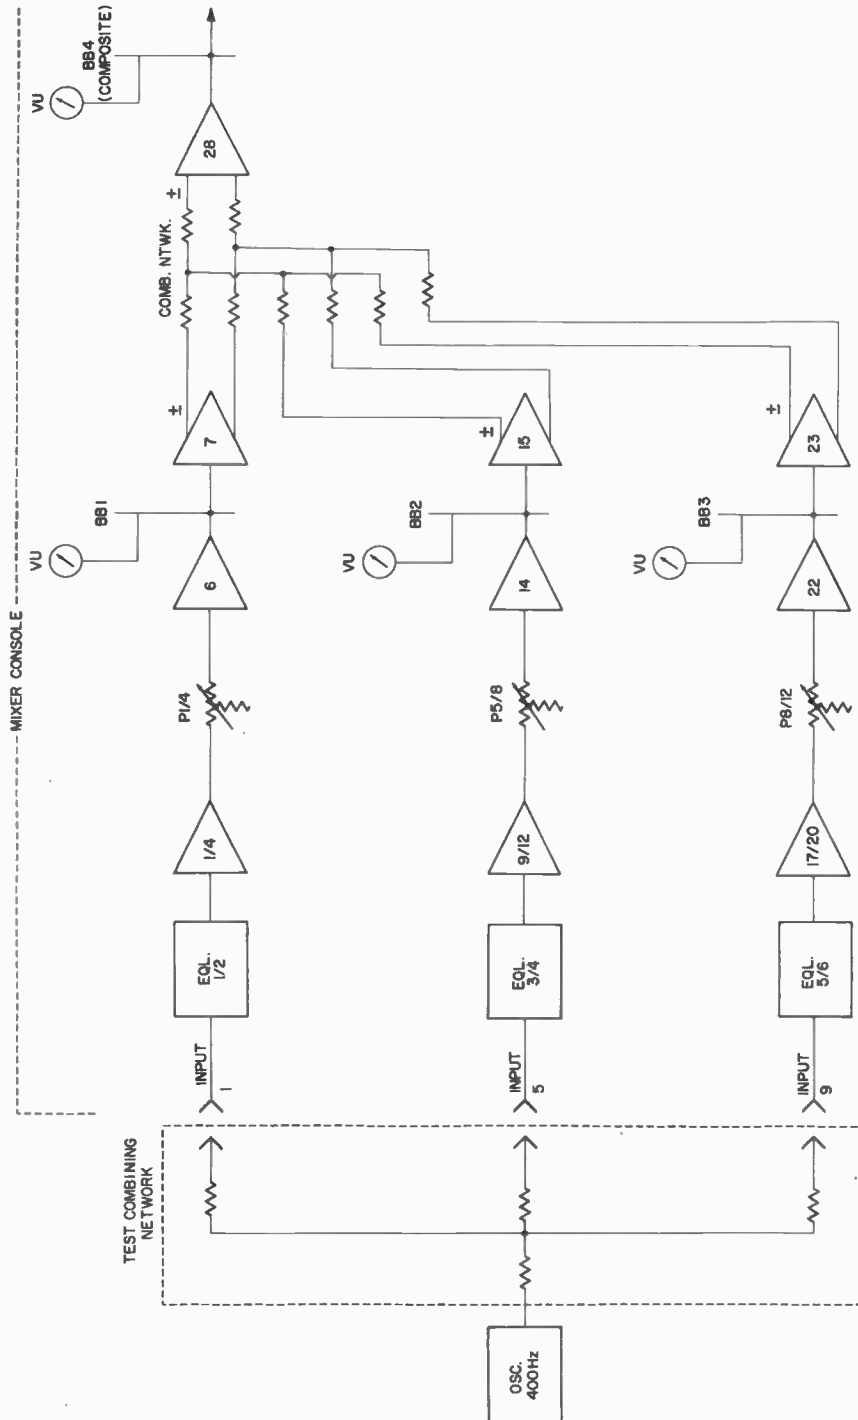 MIXER CONSOLE
VU
BB4
(COMPOSITE)
28
±
COMB. NTWK.
±
7
±
15
±
23
VU
BB1
VU
BB2
VU
BB3
6
14
22
P1/4
P5/8
P8/12
1/4
9/12
17/20
EQL.
1/2
EQL.
3/4
EQL.
5/6
INPUT
1
INPUT
5
INPUT
9
TEST COMBINING
NETWORK
OSC.
400Hz